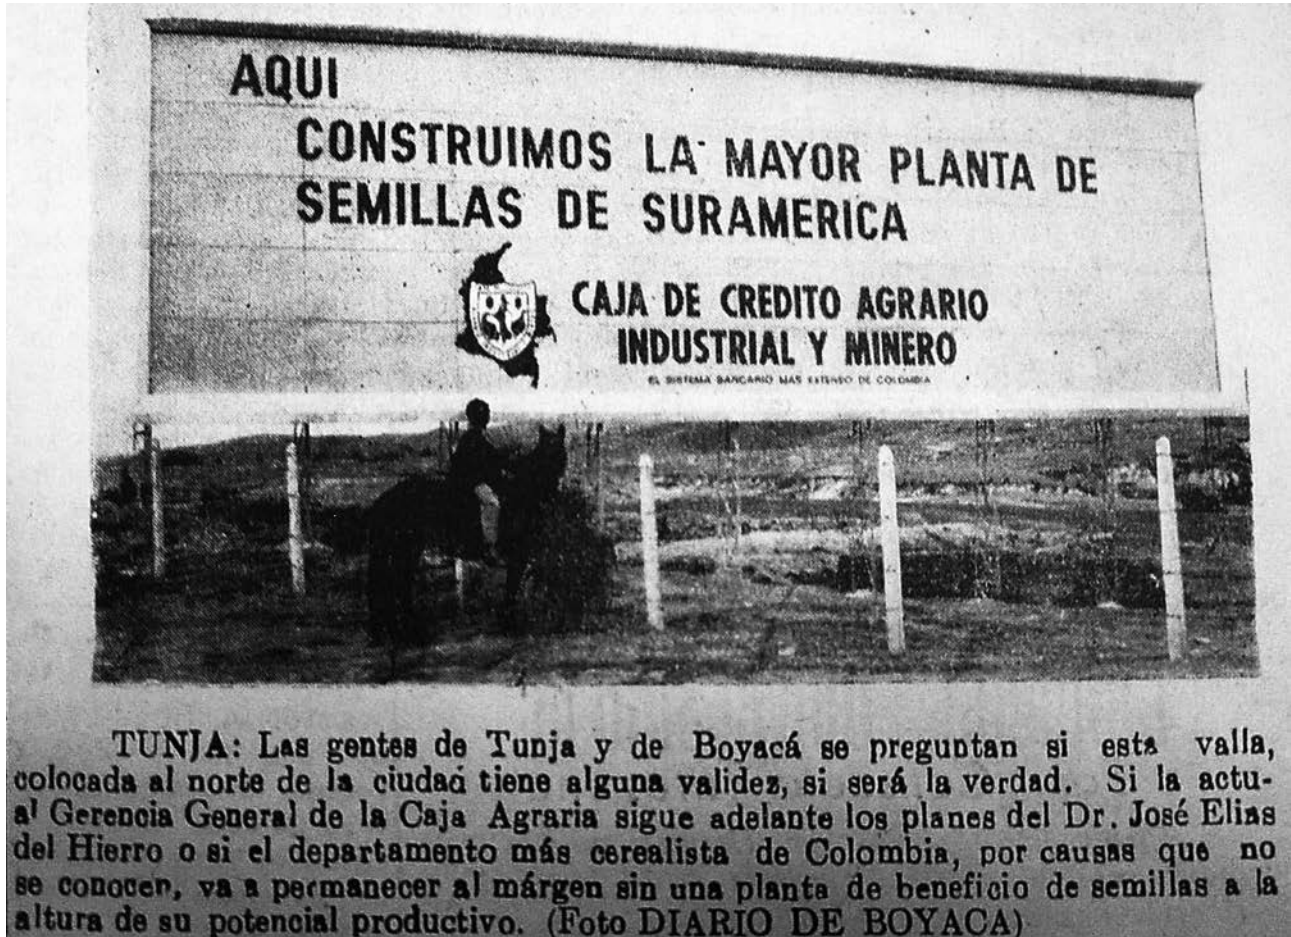 AQUI
CONSTRUIMOS LA MAYOR PLANTA DE
SEMILLAS DE SURAMERICA
CAJA DE CREDITO AGRARIO
INDUSTRIAL Y MINERO
EL SISTEMA BANCARIO MAS EXTENSO DE COLOMBIA
TUNJA: Las gentes de Tunja y de Boyacá se preguntan si esta valla,
colocada al norte de la ciudad tiene alguna validez, si será la verdad. Si la actu-
al Gerencia General de la Caja Agraria sigue adelante los planes del Dr. José Elias
del Hierro o si el departamento más cerealista de Colombia, por causas que no
se conocen, va a permanecer al márgen sin una planta de beneficio de semillas a la
altura de su potencial productivo. (Foto DIARIO DE BOYACA)